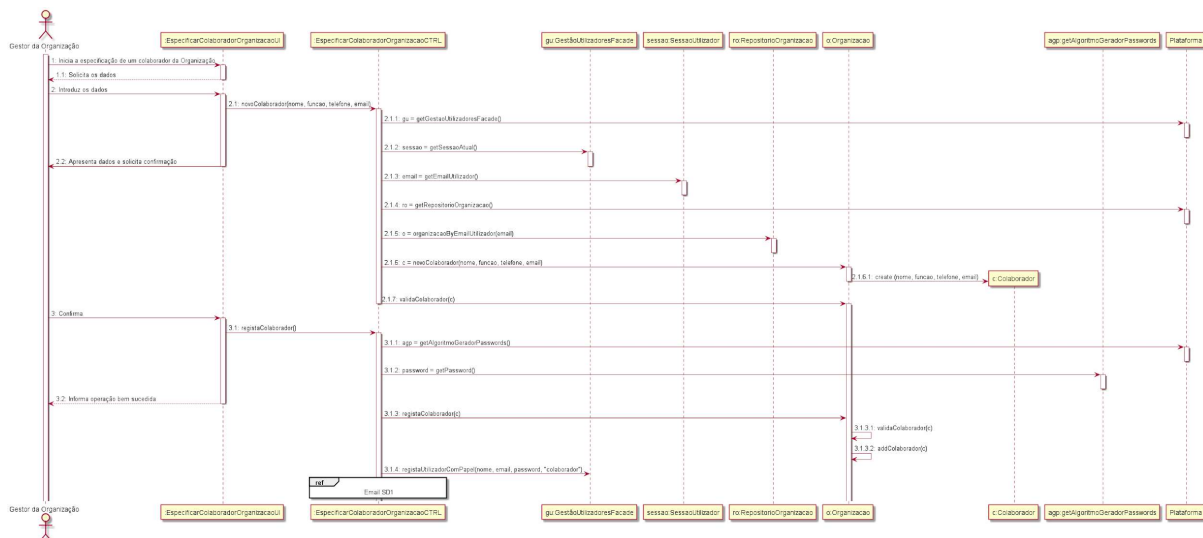 Gestor da Organização
:EspecificarColaboradorOrganizacaoUI
:EspecificarColaboradorOrganizacaoCTRL
gu:GestãoUtilizadoresFacade
sessao:SessaoUtilizador
ro:RepositorioOrganizacao
o:Organizacao
agp:getAlgoritmoGeradorPasswords
Plataforma
1: Inicia a especificação de um colaborador da Organização
1.1: Solicita os dados
2: Introduz os dados
2.1: novoColaborador(nome, funcao, telefone, email)
2.1.1: gu = getGestaoUtilizadoresFacade()
2.1.2: sessao = getSessaoAtual()
2.2: Apresenta dados e solicita confirmação
2.1.3: email = getEmailUtilizador()
2.1.4: ro = getRepositorioOrganizacao()
2.1.5: o = organizacaoByEmailUtilizador(email)
2.1.6: c = novoColaborador(nome, funcao, telefone, email)
2.1.6.1: create (nome, funcao, telefone, email)
c:Colaborador
2.1.7: validaColaborador(c)
3: Confirma
3.1: registaColaborador()
3.1.1: agp = getAlgoritmoGeradorPasswords()
3.1.2: password = getPassword()
3.2: Informa operação bem sucedida
3.1.3: registaColaborador(c)
3.1.3.1: validaColaborador(c)
3.1.3.2: addColaborador(c)
3.1.4: registaUtilizadorComPapel(nome, email, password, "colaborador")
ref
Email SD1
Gestor da Organização
:EspecificarColaboradorOrganizacaoUI
:EspecificarColaboradorOrganizacaoCTRL
gu:GestãoUtilizadoresFacade
sessao:SessaoUtilizador
ro:RepositorioOrganizacao
o:Organizacao
c:Colaborador
agp:getAlgoritmoGeradorPasswords
Plataforma